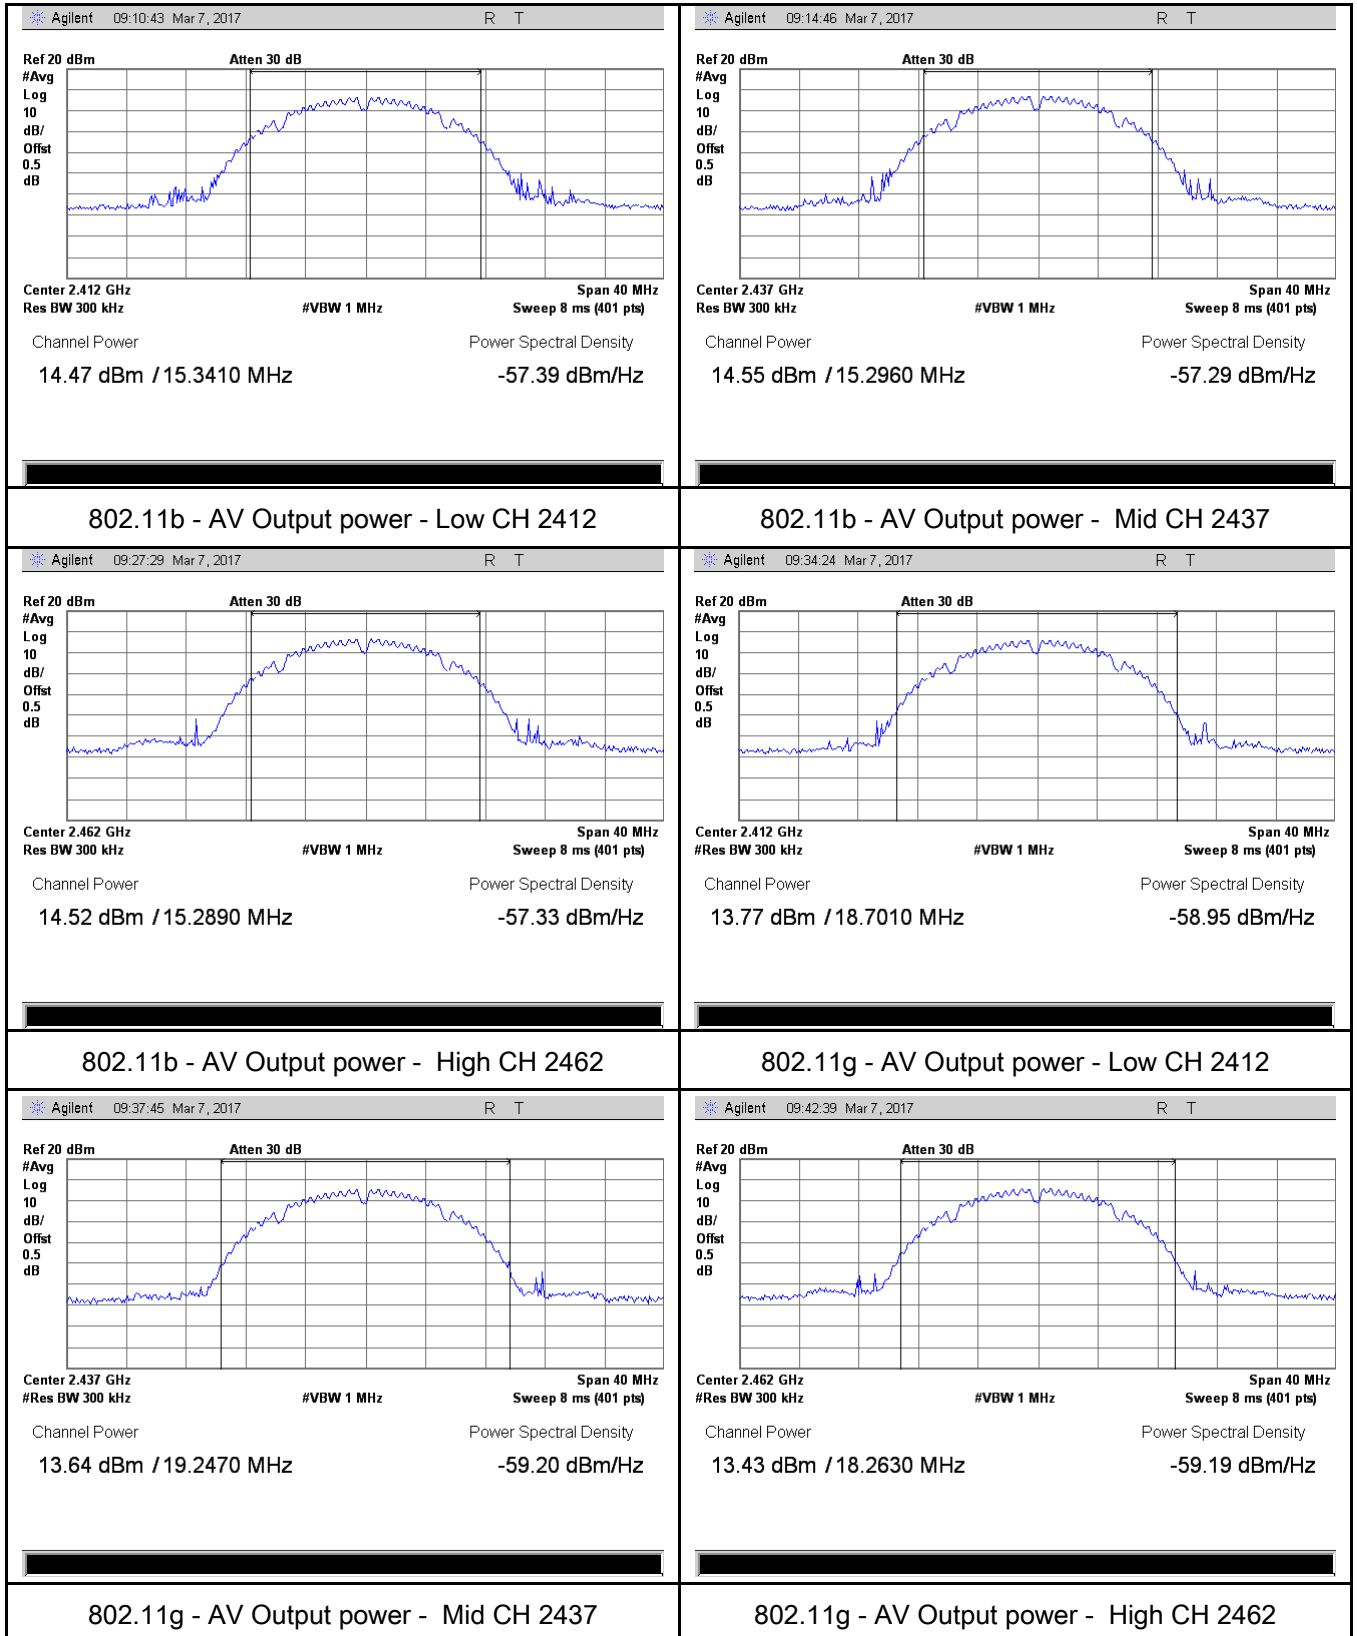 Agilent 09:10:43 Mar 7, 2017 R T
Ref 20 dBm Atten 30 dB
#Avg
Log
10
dB/
Offst
0.5
dB
Center 2.412 GHz Span 40 MHz
Res BW 300 kHz #VBW 1 MHz Sweep 8 ms (401 pts)
Channel Power Power Spectral Density
14.47 dBm / 15.3410 MHz -57.39 dBm/Hz
802.11b - AV Output power - Low CH 2412
Agilent 09:14:46 Mar 7, 2017 R T
Ref 20 dBm Atten 30 dB
#Avg
Log
10
dB/
Offst
0.5
dB
Center 2.437 GHz Span 40 MHz
Res BW 300 kHz #VBW 1 MHz Sweep 8 ms (401 pts)
Channel Power Power Spectral Density
14.55 dBm / 15.2960 MHz -57.29 dBm/Hz
802.11b - AV Output power - Mid CH 2437
Agilent 09:27:29 Mar 7, 2017 R T
Ref 20 dBm Atten 30 dB
#Avg
Log
10
dB/
Offst
0.5
dB
Center 2.462 GHz Span 40 MHz
Res BW 300 kHz #VBW 1 MHz Sweep 8 ms (401 pts)
Channel Power Power Spectral Density
14.52 dBm / 15.2890 MHz -57.33 dBm/Hz
802.11b - AV Output power - High CH 2462
Agilent 09:34:24 Mar 7, 2017 R T
Ref 20 dBm Atten 30 dB
#Avg
Log
10
dB/
Offst
0.5
dB
Center 2.412 GHz Span 40 MHz
#Res BW 300 kHz #VBW 1 MHz Sweep 8 ms (401 pts)
Channel Power Power Spectral Density
13.77 dBm / 18.7010 MHz -58.95 dBm/Hz
802.11g - AV Output power - Low CH 2412
Agilent 09:37:45 Mar 7, 2017 R T
Ref 20 dBm Atten 30 dB
#Avg
Log
10
dB/
Offst
0.5
dB
Center 2.437 GHz Span 40 MHz
#Res BW 300 kHz #VBW 1 MHz Sweep 8 ms (401 pts)
Channel Power Power Spectral Density
13.64 dBm / 19.2470 MHz -59.20 dBm/Hz
802.11g - AV Output power - Mid CH 2437
Agilent 09:42:39 Mar 7, 2017 R T
Ref 20 dBm Atten 30 dB
#Avg
Log
10
dB/
Offst
0.5
dB
Center 2.462 GHz Span 40 MHz
#Res BW 300 kHz #VBW 1 MHz Sweep 8 ms (401 pts)
Channel Power Power Spectral Density
13.43 dBm / 18.2630 MHz -59.19 dBm/Hz
802.11g - AV Output power - High CH 2462